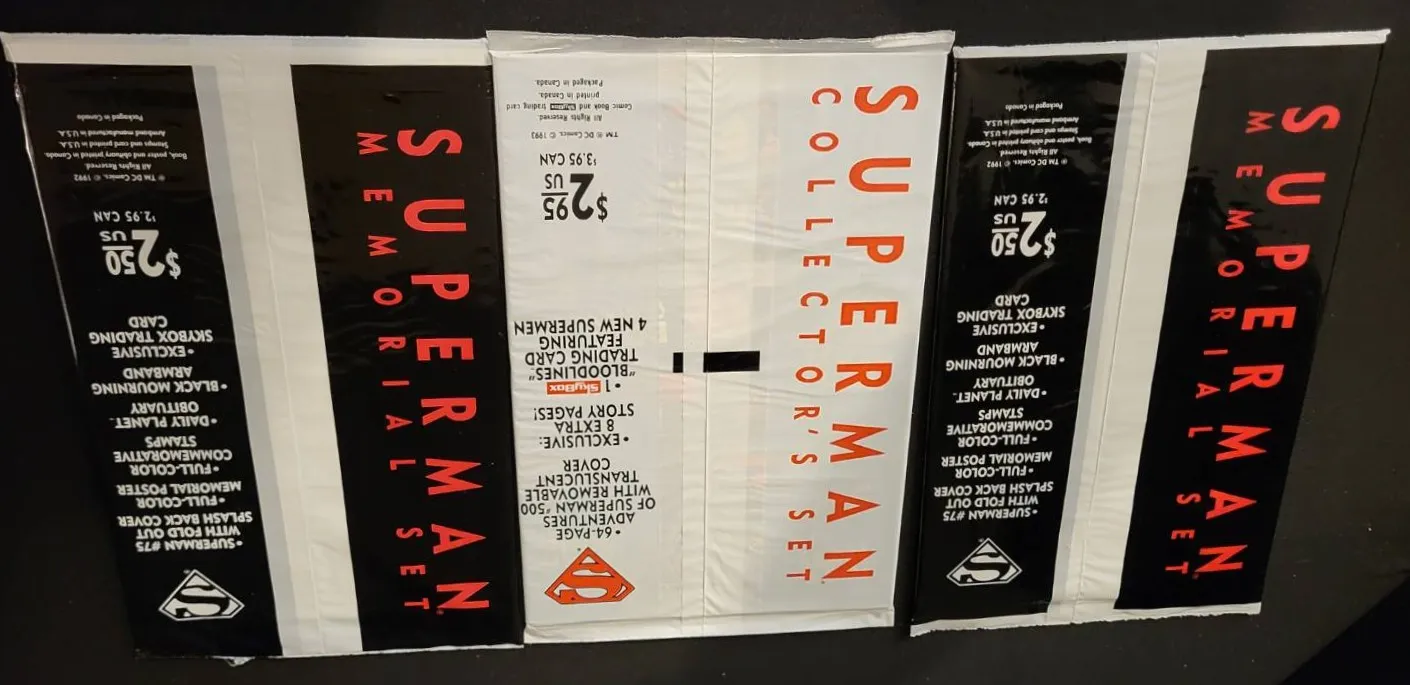 SUPERMAN
MEMORIAL SET
• SUPERMAN #75
WITH FOLD OUT
SPLASH BACK COVER
• FULL-COLOR
MEMORIAL POSTER
• FULL-COLOR
COMMEMORATIVE
STAMPS
• DAILY PLANET
OBITUARY
• BLACK MOURNING
ARMBAND
• EXCLUSIVE
SKYBOX TRADING
CARD
$2.50
US
$2.95 CAN
® TM DC Comics. © 1992
All Rights Reserved.
Book, poster and obituary printed in Canada.
Stamps and card printed in U.S.A.
Armband manufactured in U.S.A.
Packaged in Canada
SUPERMAN
COLLECTOR'S SET
• 64-PAGE
ADVENTURES
OF SUPERMAN #500
WITH REMOVABLE
TRANSLUCENT
COVER
• EXCLUSIVE:
8 EXTRA
STORY PAGES!
• 1 SkyBox
"BLOODLINES"
TRADING CARD
FEATURING
4 NEW SUPERMEN
$2.95
US
$3.95 CAN
TM ® DC Comics. © 1993
All Rights Reserved.
Comic Book and SkyBox trading card
printed in Canada.
Packaged in Canada.
SUPERMAN
MEMORIAL SET
• SUPERMAN #75
WITH FOLD OUT
SPLASH BACK COVER
• FULL-COLOR
MEMORIAL POSTER
• FULL-COLOR
COMMEMORATIVE
STAMPS
• DAILY PLANET
OBITUARY
• BLACK MOURNING
ARMBAND
• EXCLUSIVE
SKYBOX TRADING
CARD
$2.50
US
$2.95 CAN
® TM DC Comics. © 1992
All Rights Reserved.
Book, poster and obituary printed in Canada.
Stamps and card printed in U.S.A.
Armband manufactured in U.S.A.
Packaged in Canada